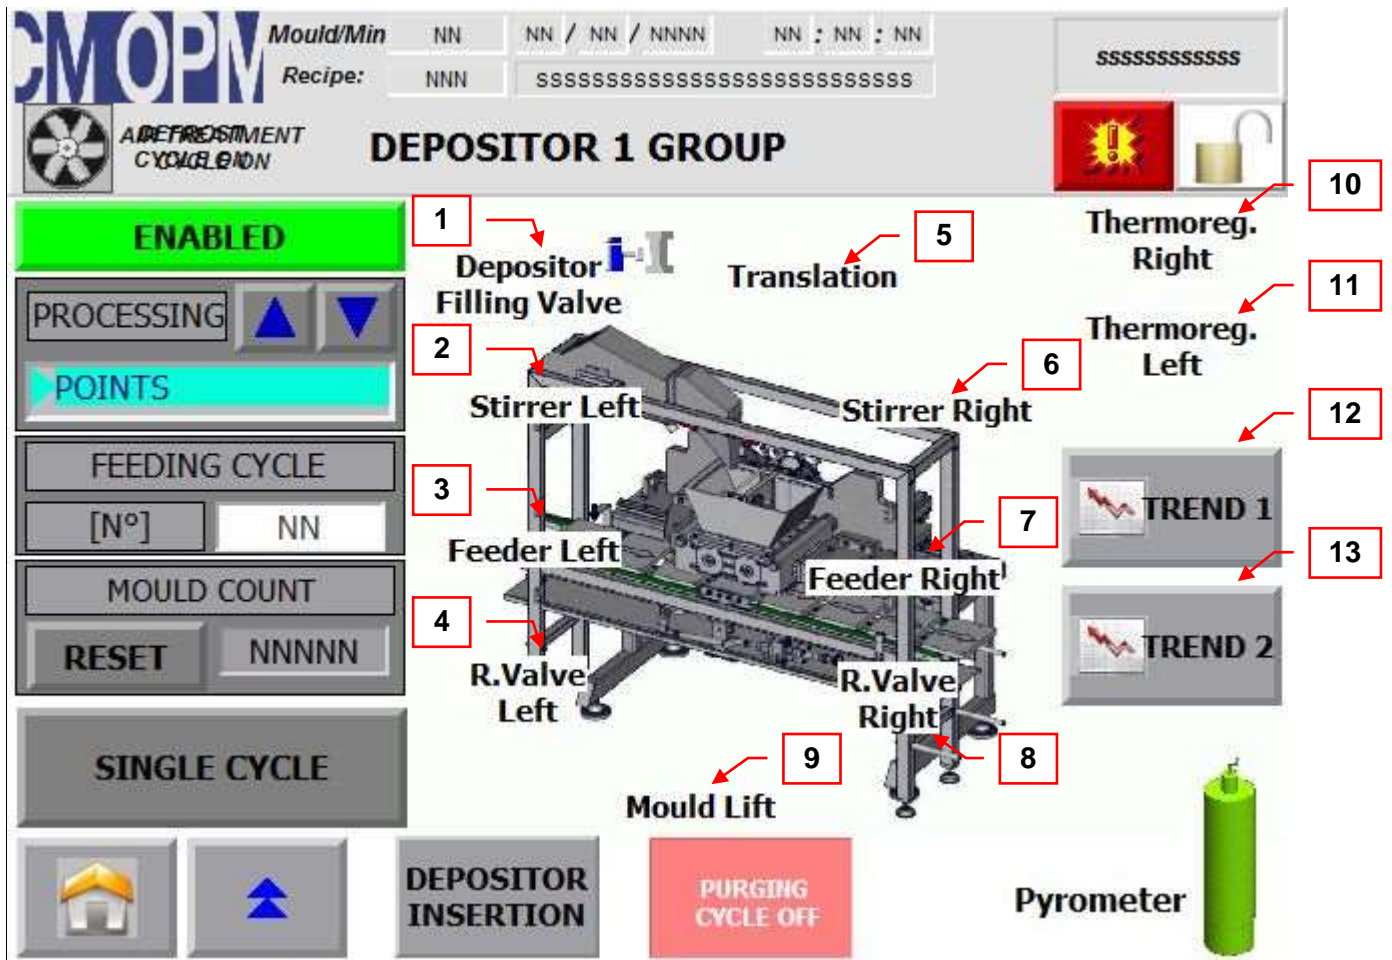 CMOPM
Mould/Min NN NN / NN / NNNN NN : NN : NN
Recipe: NNN SSSSSSSSSSSSSSSSSSSSSSSSSSS
SSSSSSSSSSSS
CYCLE ON
DEPOSITOR 1 GROUP
ENABLED
PROCESSING
POINTS
FEEDING CYCLE
[N°] NN
MOULD COUNT
RESET NNNNN
SINGLE CYCLE
1
Depositor
Filling Valve
5
Translation
10
Thermoreg.
Right
11
Thermoreg.
Left
2
Stirrer Left
6
Stirrer Right
12
TREND 1
3
Feeder Left
7
Feeder Right
13
TREND 2
4
R.Valve
Left
R.Valve
Right
8
9
Mould Lift
DEPOSITOR
INSERTION
PURGING
CYCLE OFF
Pyrometer